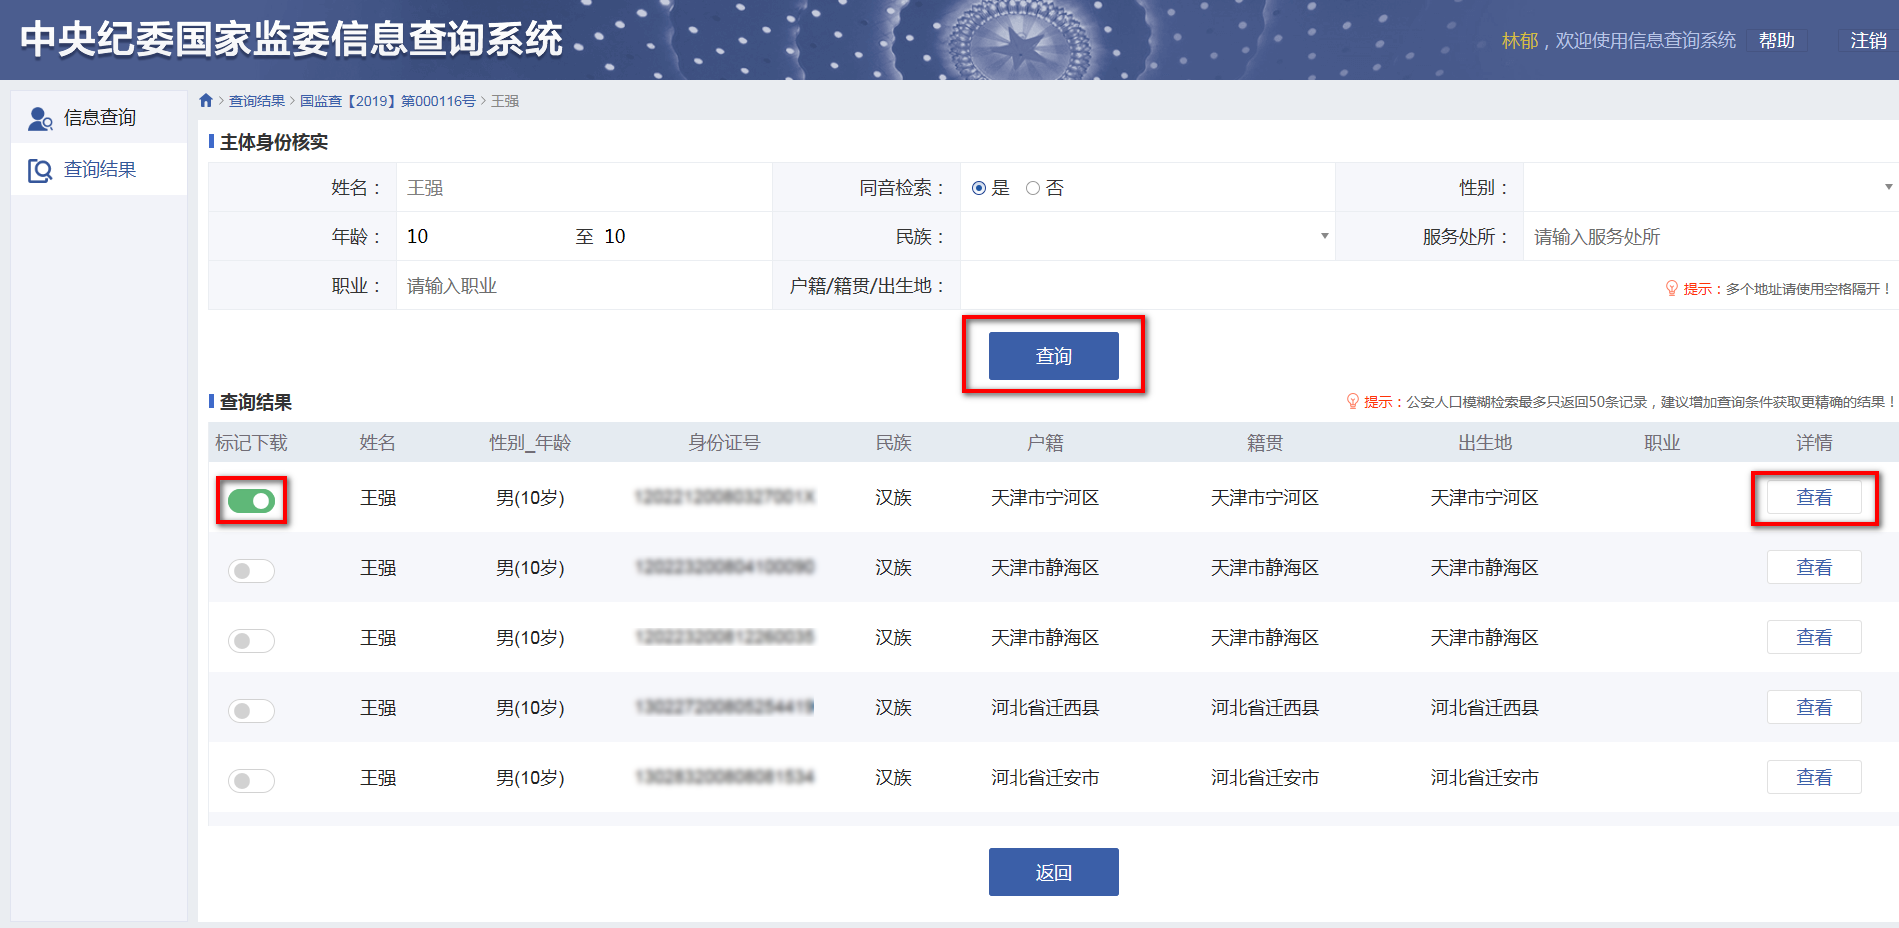 中央纪委国家监委信息查询系统
林郁，欢迎使用信息查询系统 帮助 注销
信息查询
查询结果
查询结果 > 国监查【2019】第000116号 > 王强
主体身份核实
姓名： 王强 同音检索： 是 否 性别：
年龄： 10 至 10 民族： 服务处所： 请输入服务处所
职业： 请输入职业 户籍/籍贯/出生地： 提示：多个地址请使用空格隔开！
查询
查询结果 提示：公安人口模糊检索最多只返回50条记录，建议增加查询条件获取更精确的结果！
标记下载 姓名 性别_年龄 身份证号 民族 户籍 籍贯 出生地 职业 详情
王强 男(10岁) 汉族 天津市宁河区 天津市宁河区 天津市宁河区 查看
王强 男(10岁) 汉族 天津市静海区 天津市静海区 天津市静海区 查看
王强 男(10岁) 汉族 天津市静海区 天津市静海区 天津市静海区 查看
王强 男(10岁) 汉族 河北省迁西县 河北省迁西县 河北省迁西县 查看
王强 男(10岁) 汉族 河北省迁安市 河北省迁安市 河北省迁安市 查看
返回